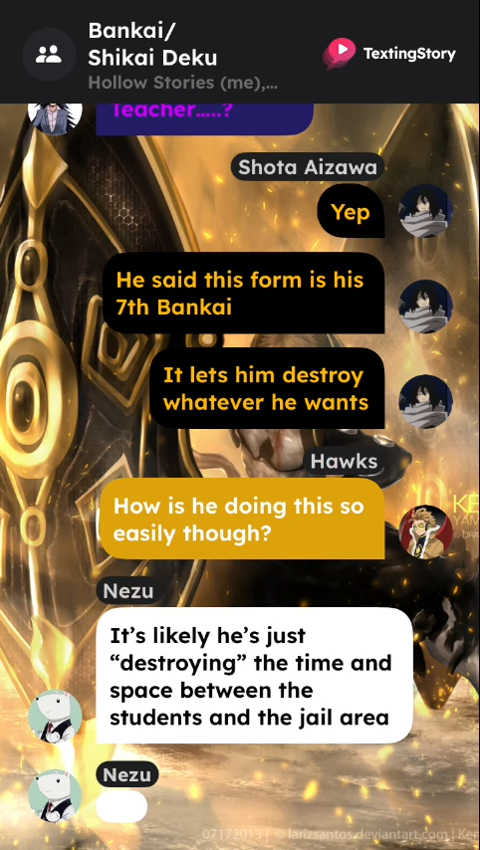 Bankai/
Shikai Deku
Hollow Stories (me),...
TextingStory
Teacher.....?
Shota Aizawa
Yep
He said this form is his
7th Bankai
It lets him destroy
whatever he wants
Hawks
How is he doing this so
easily though?
Nezu
It’s likely he’s just
“destroying” the time and
space between the
students and the jail area
Nezu
07172013 | © larizsantos.deviantart.com | Ken